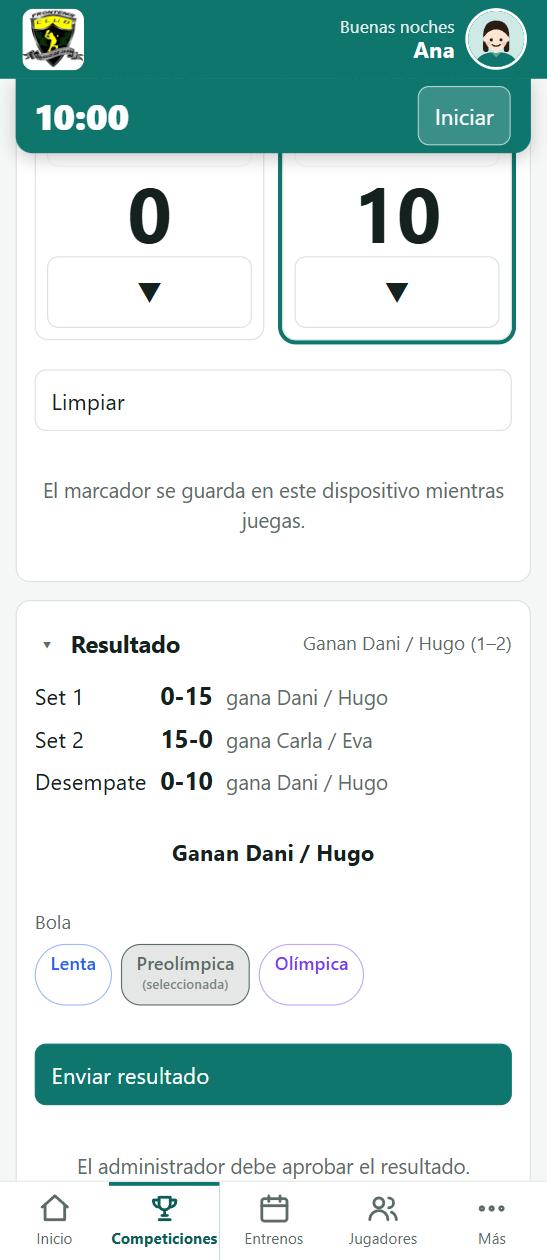 FRONTENIS
CLUB
Buenas noches
Ana
10:00
Iniciar
0
10
▼
▼
Limpiar
El marcador se guarda en este dispositivo mientras
juegas.
▼ Resultado Ganan Dani / Hugo (1–2)
Set 1 0-15 gana Dani / Hugo
Set 2 15-0 gana Carla / Eva
Desempate 0-10 gana Dani / Hugo
Ganan Dani / Hugo
Bola
Lenta
Preolímpica
(seleccionada)
Olímpica
Enviar resultado
El administrador debe aprobar el resultado.
Inicio
Competiciones
Entrenos
Jugadores
Más